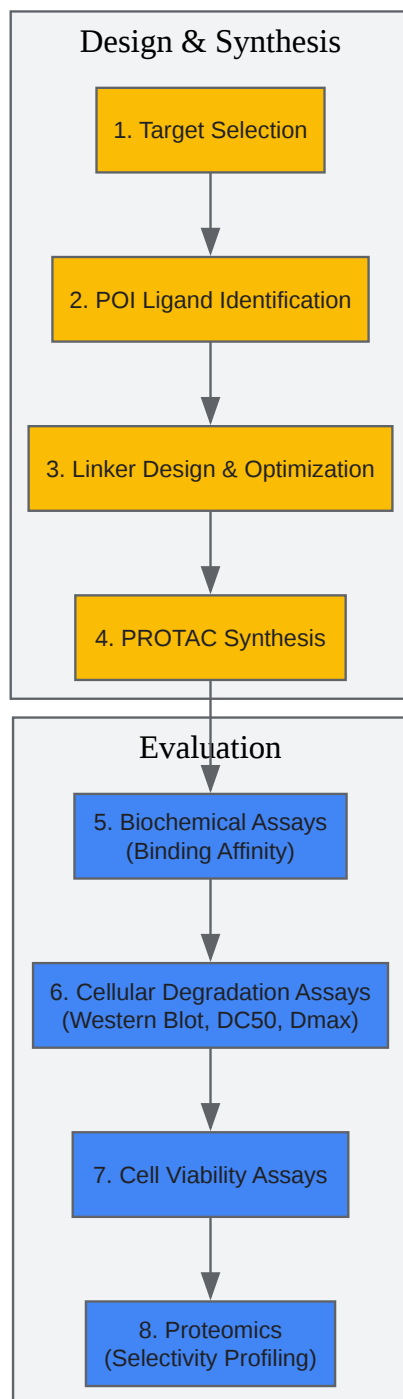 Design & Synthesis
1. Target Selection
2. POI Ligand Identification
3. Linker Design & Optimization
4. PROTAC Synthesis
Evaluation
5. Biochemical Assays
(Binding Affinity)
6. Cellular Degradation Assays
(Western Blot, DC50, Dmax)
7. Cell Viability Assays
8. Proteomics
(Selectivity Profiling)